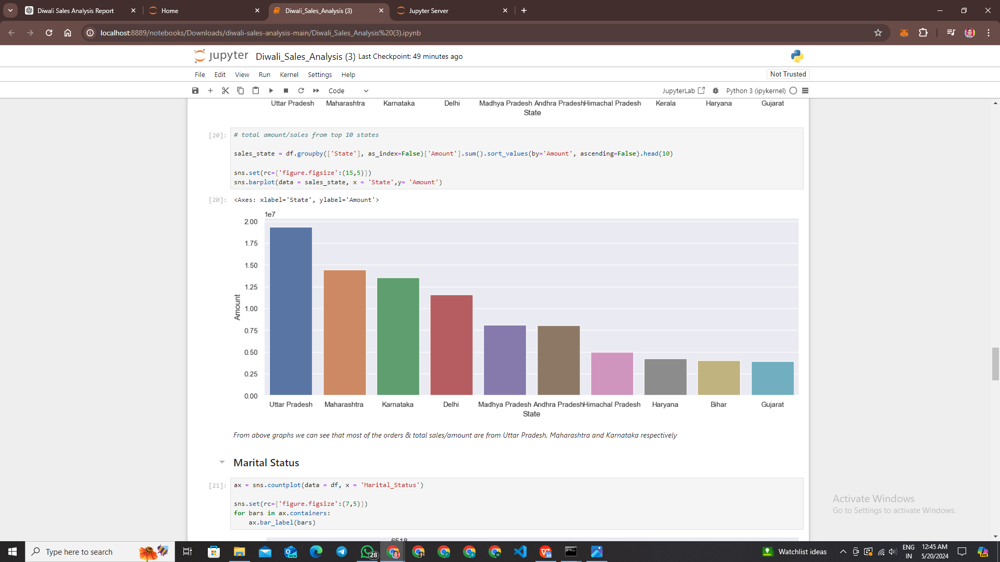 Diwali Sales Analysis Report
Home
Diwali_Sales_Analysis (3)
Jupyter Server
localhost:8889/notebooks/Downloads/diwali-sales-analysis-main/Diwali_Sales_Analysis%20(3).ipynb
jupyter Diwali_Sales_Analysis (3) Last Checkpoint: 49 minutes ago
File Edit View Run Kernel Settings Help
Not Trusted
Code
JupyterLab
Python 3 (ipykernel)
Uttar Pradesh Maharashtra Karnataka Delhi Madhya Pradesh Andhra Pradesh Himachal Pradesh Kerala Haryana Gujarat
State
[20]:
# total amount/sales from top 10 states
sales_state = df.groupby(['State'], as_index=False)['Amount'].sum().sort_values(by='Amount', ascending=False).head(10)
sns.set(rc={'figure.figsize':(15,5)})
sns.barplot(data = sales_state, x = 'State',y= 'Amount')
[20]: <Axes: xlabel='State', ylabel='Amount'>
1e7
2.00
1.75
1.50
1.25
1.00
0.75
0.50
0.25
0.00
Amount
Uttar Pradesh Maharashtra Karnataka Delhi Madhya Pradesh Andhra Pradesh Himachal Pradesh Haryana Bihar Gujarat
State
From above graphs we can see that most of the orders & total sales/amount are from Uttar Pradesh, Maharashtra and Karnataka respectively
Marital Status
[21]:
ax = sns.countplot(data = df, x = 'Marital_Status')
sns.set(rc={'figure.figsize':(7,5)})
for bars in ax.containers:
ax.bar_label(bars)
6518
Activate Windows
Go to Settings to activate Windows.
Type here to search
NEW
28
Watchlist ideas
ENG
IN
12:45 AM
5/20/2024
PRE